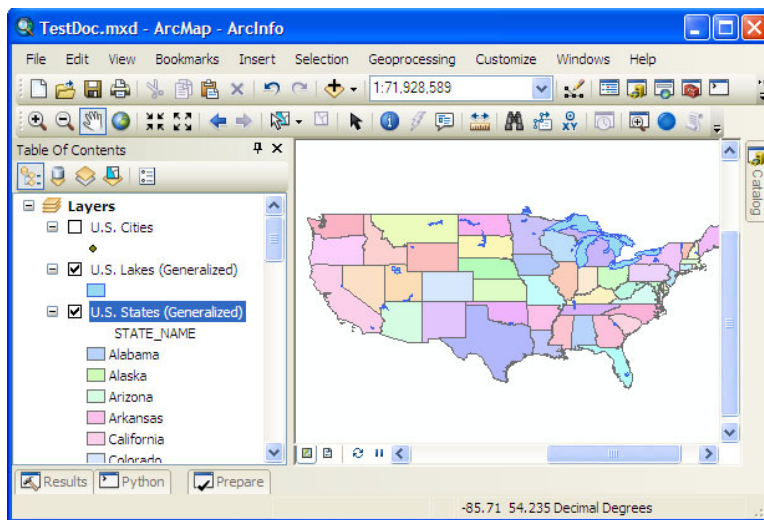 TestDoc.mxd - ArcMap - ArcInfo
File Edit View Bookmarks Insert Selection Geoprocessing Customize Windows Help
1:71,928,589
Table Of Contents
Layers
U.S. Cities
U.S. Lakes (Generalized)
U.S. States (Generalized)
STATE_NAME
Alabama
Alaska
Arizona
Arkansas
California
Colorado
Catalog
Results Python Prepare
-85.71 54.235 Decimal Degrees